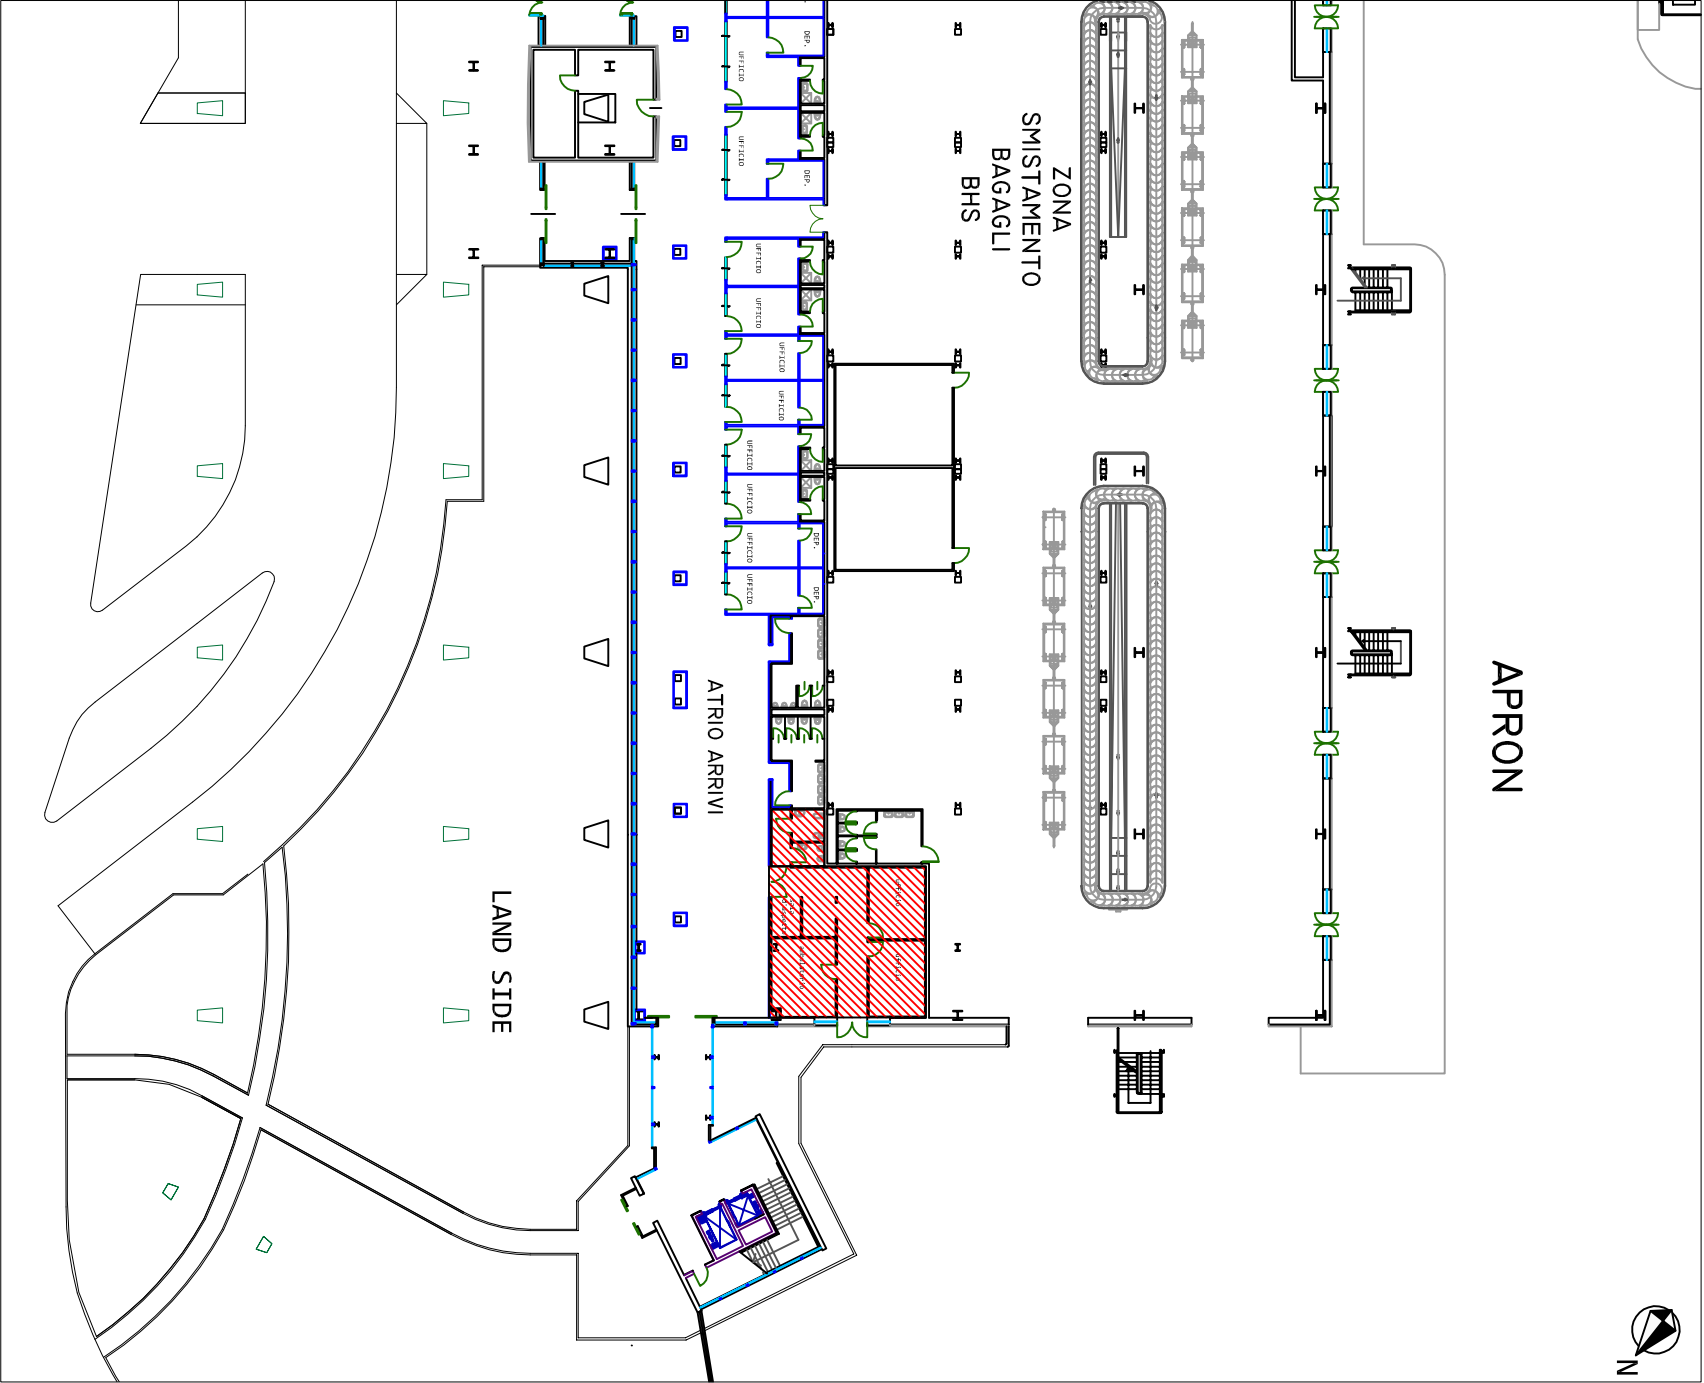 DEP.
UFFICIO
UFFICIO
DEP.
ZONA
SMISTAMENTO
BAGAGLI
BHS
UFFICIO
UFFICIO
UFFICIO
UFFICIO
UFFICIO
UFFICIO
UFFICIO
DEP.
UFFICIO
DEP.
ATRIO ARRIVI
APRON
LAND SIDE
N